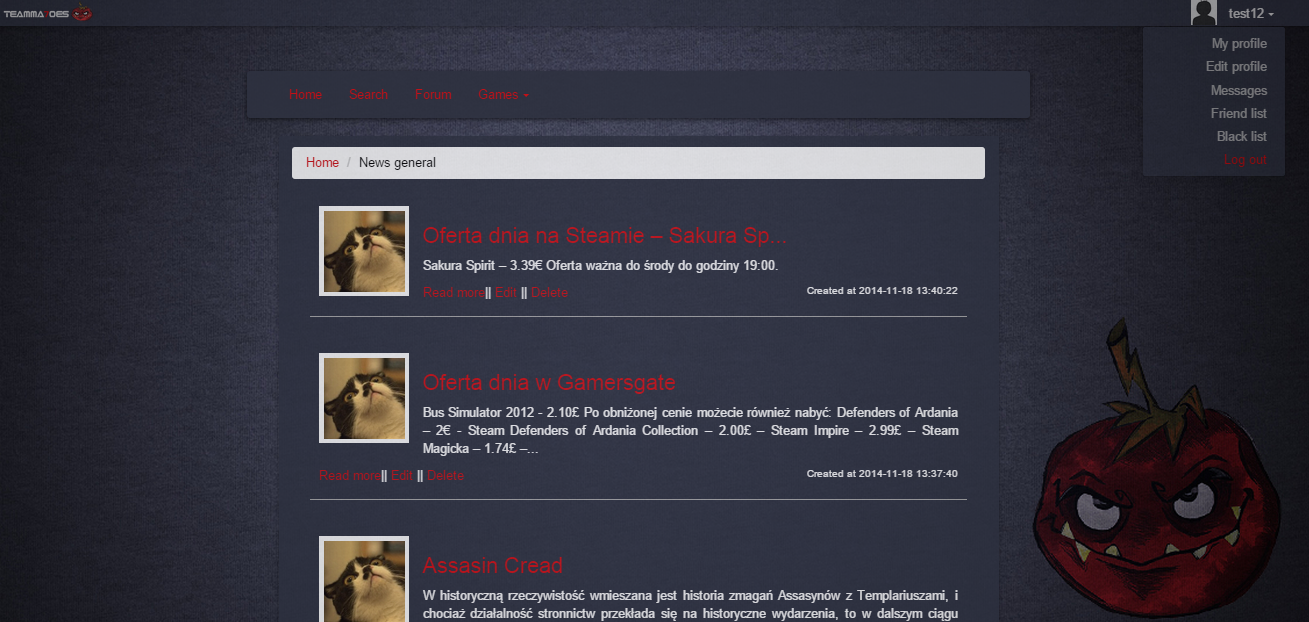 TEAMMATOES
test12
My profile
Edit profile
Messages
Friend list
Black list
Log out
Home Search Forum Games
Home / News general
Oferta dnia na Steamie – Sakura Sp...
Sakura Spirit – 3.39€ Oferta ważna do środy do godziny 19:00.
Read more|| Edit || Delete
Created at 2014-11-18 13:40:22
Oferta dnia w Gamersgate
Bus Simulator 2012 - 2.10£ Po obniżonej cenie możecie również nabyć: Defenders of Ardania
– 2€ - Steam Defenders of Ardania Collection – 2.00£ – Steam Impire – 2.99£ – Steam
Magicka – 1.74£ –...
Read more|| Edit || Delete
Created at 2014-11-18 13:37:40
Assasin Cread
W historyczną rzeczywistość wmieszana jest historia zmagań Assasynów z Templariuszami, i
chociaż działalność stronnictw przekłada się na historyczne wydarzenia, to w dalszym ciągu